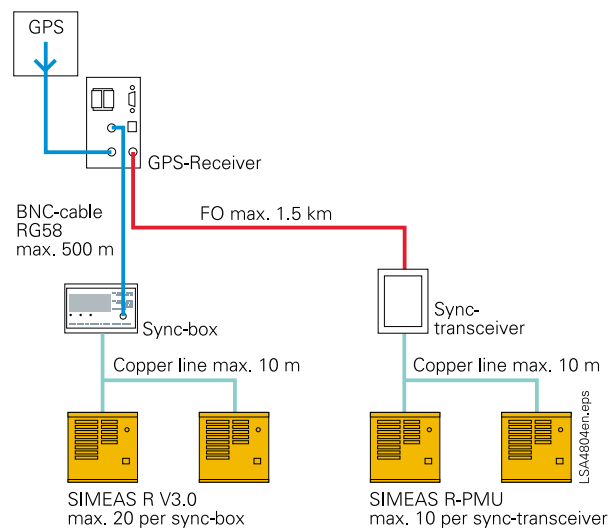 GPS
GPS-Receiver
BNC-cable
RG58
max. 500 m
FO max. 1.5 km
Sync-box
Sync-
transceiver
Copper line max. 10 m
Copper line max. 10 m
LSA4804en.eps
SIMEAS R V3.0
max. 20 per sync-box
SIMEAS R-PMU
max. 10 per sync-transceiver